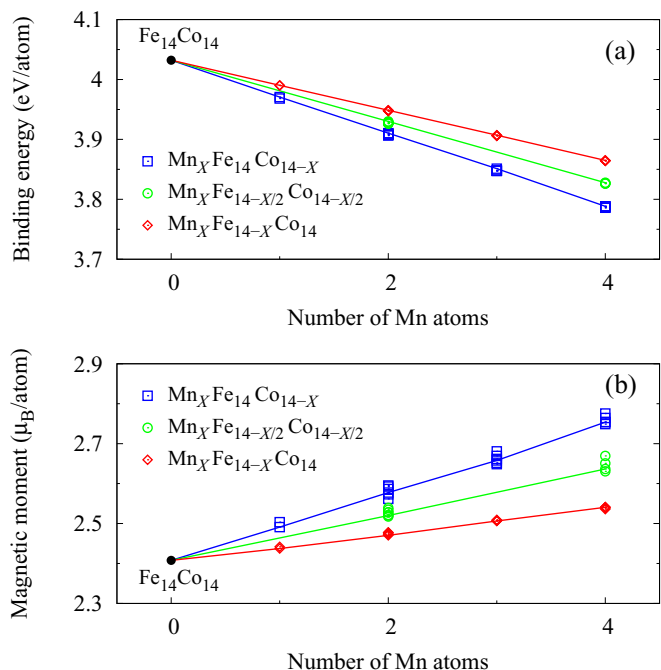 4.1
Fe14Co14
(a)
4
3.9
3.8
3.7
Binding energy (eV/atom)
MnXFe14Co14−X
MnXFe14−X/2Co14−X/2
MnXFe14−XCo14
0 2 4
Number of Mn atoms
2.9
(b)
2.7
2.5
2.3
Magnetic moment (μB/atom)
MnXFe14Co14−X
MnXFe14−X/2Co14−X/2
MnXFe14−XCo14
Fe14Co14
0 2 4
Number of Mn atoms